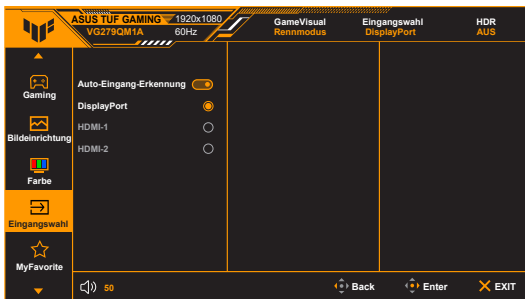 ASUS TUF GAMING 1920x1080
VG279QM1A 60Hz
GameVisual
Rennmodus
Eingangswahl
DisplayPort
HDR
AUS
Gaming
Bildeinrichtung
Farbe
Eingangswahl
MyFavorite
Auto-Eingang-Erkennung
DisplayPort
HDMI-1
HDMI-2
50
Back
Enter
EXIT